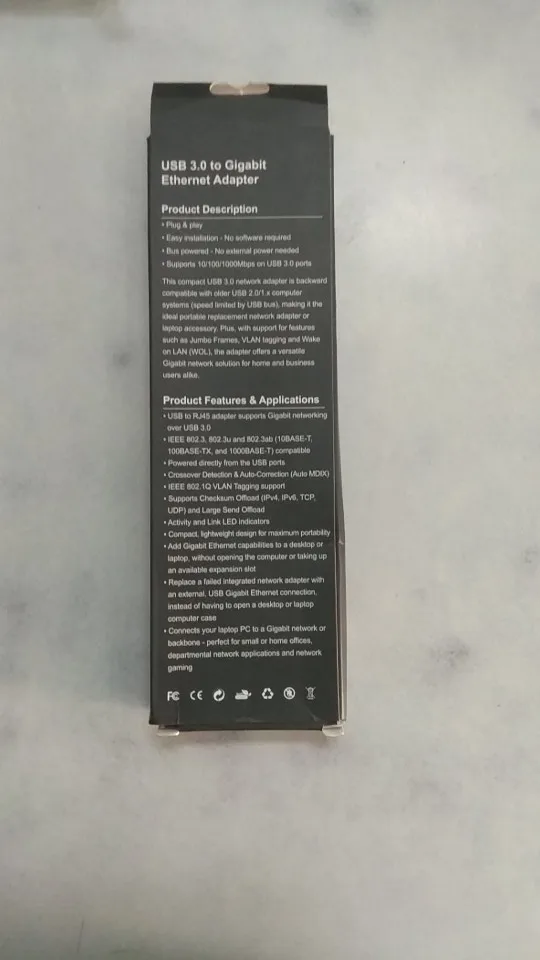 USB 3.0 to Gigabit
Ethernet Adapter
Product Description
• Plug & play
• Easy installation - No software required
• Bus powered - No external power needed
• Supports 10/100/1000Mbps on USB 3.0 ports
This compact USB 3.0 network adapter is backward
compatible with older USB 2.0/1.x computer
systems (speed limited by USB bus), making it the
ideal portable replacement network adapter or
laptop accessory. Plus, with support for features
such as Jumbo Frames, VLAN tagging and Wake
on LAN (WOL), the adapter offers a versatile
Gigabit network solution for home and business
users alike.
Product Features & Applications
• USB to RJ45 adapter supports Gigabit networking
over USB 3.0
• IEEE 802.3, 802.3u and 802.3ab (10BASE-T,
100BASE-TX, and 1000BASE-T) compatible
• Powered directly from the USB ports
• Crossover Detection & Auto-Correction (Auto MDIX)
• IEEE 802.1Q VLAN Tagging support
• Supports Checksum Offload (IPv4, IPv6, TCP,
UDP) and Large Send Offload
• Activity and Link LED indicators
• Compact, lightweight design for maximum portability
• Add Gigabit Ethernet capabilities to a desktop or
laptop, without opening the computer or taking up
an available expansion slot
• Replace a failed integrated network adapter with
an external, USB Gigabit Ethernet connection,
instead of having to open a desktop or laptop
computer case
• Connects your laptop PC to a Gigabit network or
backbone - perfect for small or home offices,
departmental network applications and network
gaming
FC CE